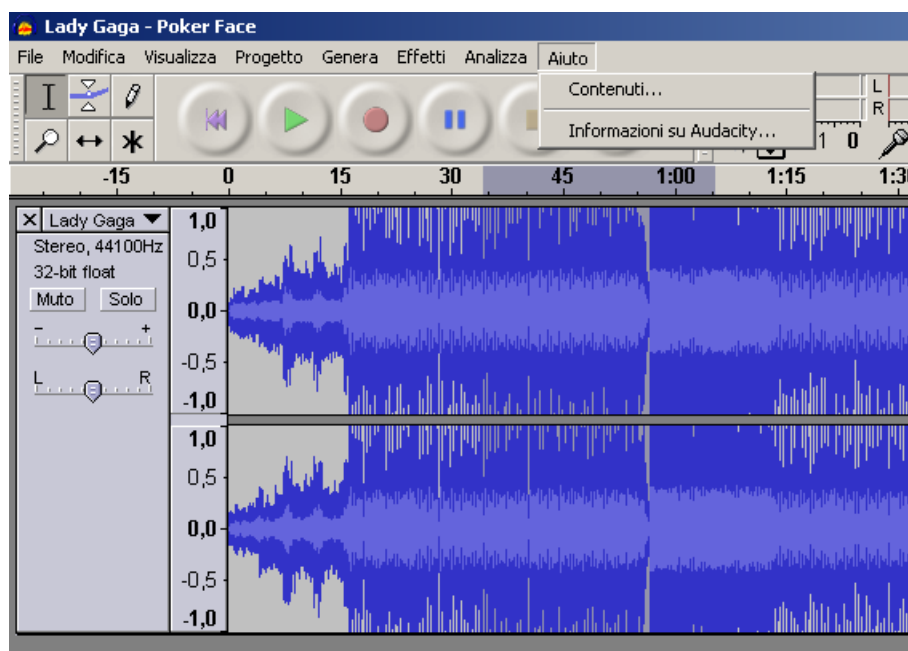 Lady Gaga - Poker Face
File Modifica Visualizza Progetto Genera Effetti Analizza Aiuto
Contenuti...
Informazioni su Audacity...
L
R
1 0
-15 0 15 30 45 1:00 1:15
Lady Gaga
Stereo, 44100Hz
32-bit float
Muto Solo
- +
L R
1,0
0,5
0,0
-0,5
-1,0
1,0
0,5
0,0
-0,5
-1,0